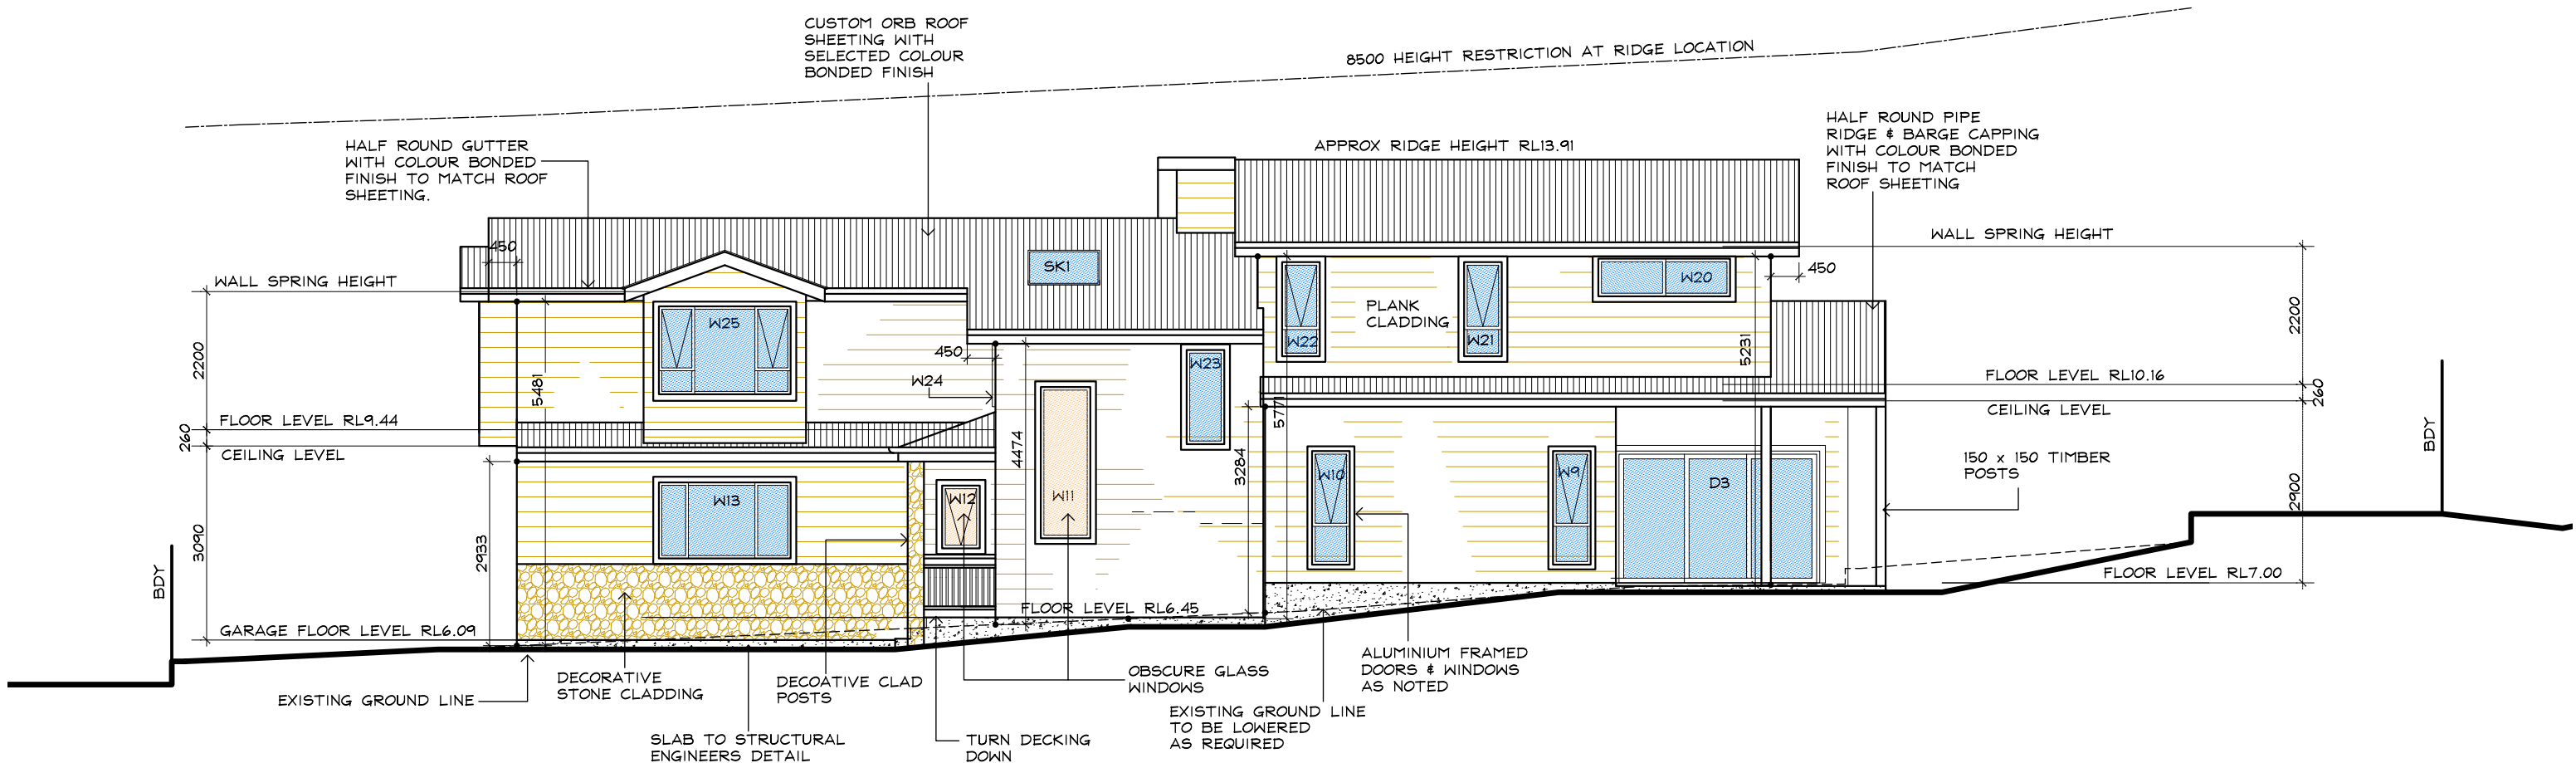 CUSTOM ORB ROOF
SHEETING WITH
SELECTED COLOUR
BONDED FINISH
8500 HEIGHT RESTRICTION AT RIDGE LOCATION
HALF ROUND GUTTER
WITH COLOUR BONDED
FINISH TO MATCH ROOF
SHEETING.
APPROX RIDGE HEIGHT RL13.91
HALF ROUND PIPE
RIDGE & BARGE CAPPING
WITH COLOUR BONDED
FINISH TO MATCH
ROOF SHEETING
450
WALL SPRING HEIGHT
SK1
WALL SPRING HEIGHT
450
W20
W25
PLANK
CLADDING
W22
W21
5231
2200
2200
450
W23
W24
5481
4474
5771
3284
FLOOR LEVEL RL10.16
260
CEILING LEVEL
FLOOR LEVEL RL9.44
260
CEILING LEVEL
BDY
150 x 150 TIMBER
POSTS
W13
W12
W11
W10
W9
D3
2900
3090
2933
BDY
FLOOR LEVEL RL7.00
FLOOR LEVEL RL6.45
GARAGE FLOOR LEVEL RL6.09
EXISTING GROUND LINE
DECORATIVE
STONE CLADDING
DECOATIVE CLAD
POSTS
OBSCURE GLASS
WINDOWS
ALUMINIUM FRAMED
DOORS & WINDOWS
AS NOTED
EXISTING GROUND LINE
TO BE LOWERED
AS REQUIRED
SLAB TO STRUCTURAL
ENGINEERS DETAIL
TURN DECKING
DOWN